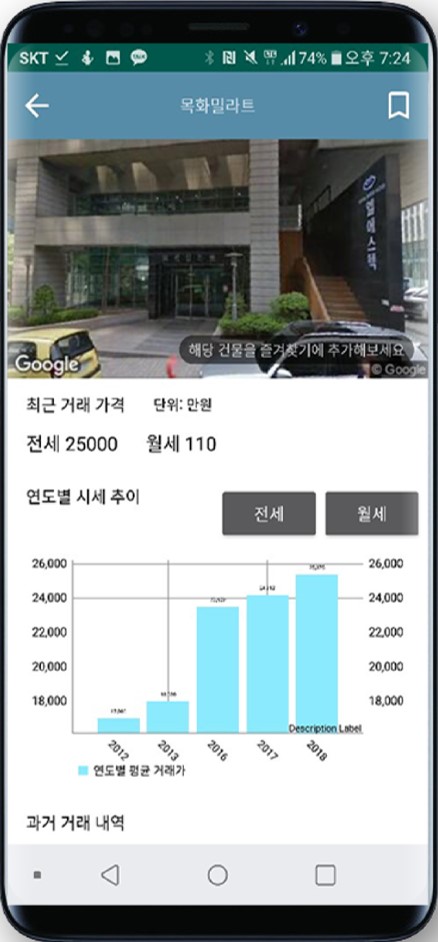 SKT 74% 오후 7:24
목화밀라트
엘에스텍
해당 건물을 즐겨찾기에 추가해보세요
Google © Google
최근 거래 가격 단위: 만원
전세 25000 월세 110
연도별 시세 추이 전세 월세
26,000 26,000
24,000 24,000
22,000 22,000
20,000 20,000
18,000 18,000
Description Label
2012 2013 2016 2017 2018
연도별 평균 거래가
과거 거래 내역